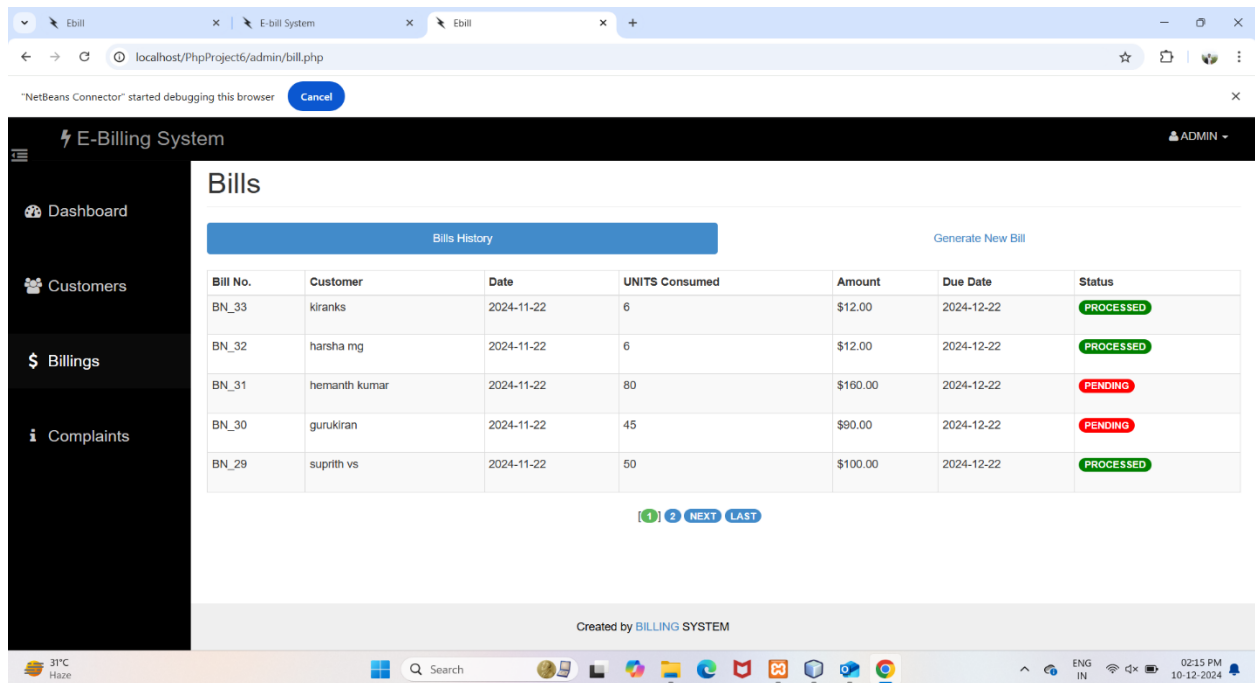 Ebill
E-bill System
Ebill
localhost/PhpProject6/admin/bill.php
"NetBeans Connector" started debugging this browser Cancel
E-Billing System
ADMIN
Dashboard
Customers
Billings
Complaints
Bills
Bills History Generate New Bill
Bill No. Customer Date UNITS Consumed Amount Due Date Status
BN_33 kiranks 2024-11-22 6 $12.00 2024-12-22 PROCESSED
BN_32 harsha mg 2024-11-22 6 $12.00 2024-12-22 PROCESSED
BN_31 hemanth kumar 2024-11-22 80 $160.00 2024-12-22 PENDING
BN_30 gurukiran 2024-11-22 45 $90.00 2024-12-22 PENDING
BN_29 suprith vs 2024-11-22 50 $100.00 2024-12-22 PROCESSED
[1] 2 NEXT LAST
Created by BILLING SYSTEM
31°C
Haze
Search
ENG
IN
02:15 PM
10-12-2024